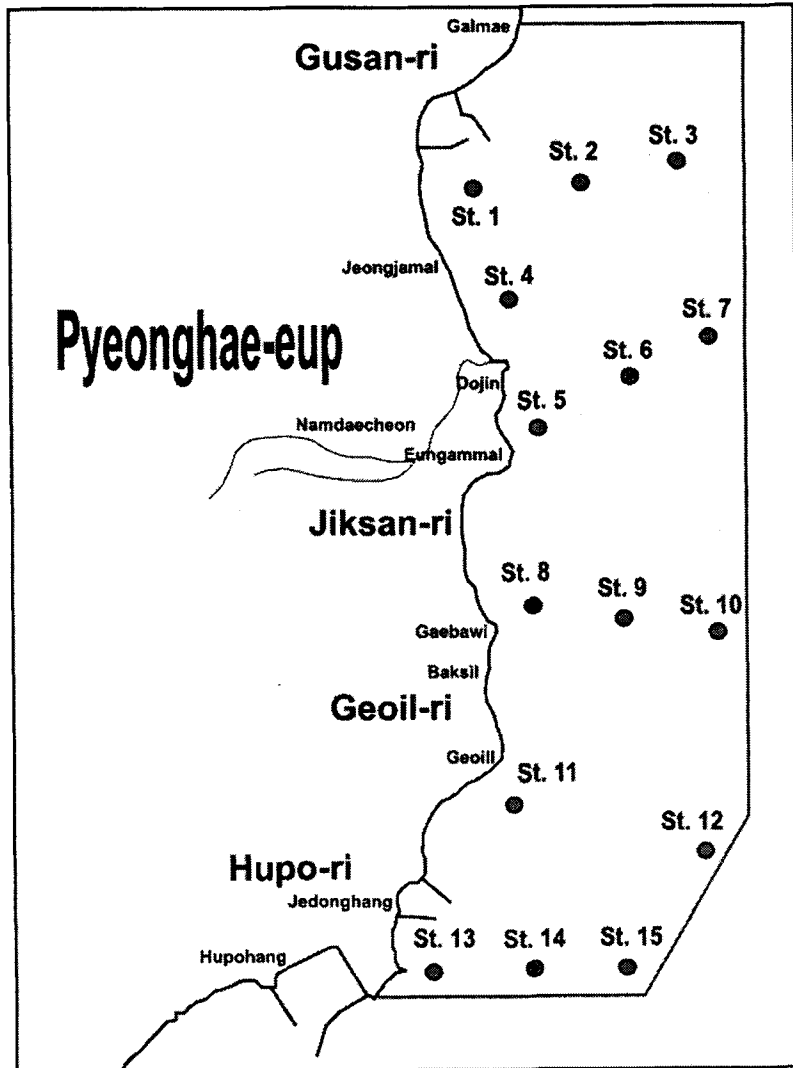 Galmae
Gusan-ri
St. 3
St. 2
St. 1
Jeongjamal
St. 4
St. 7
Pyeonghae-eup
St. 6
Dojin
St. 5
Namdaecheon
Eungammal
Jiksan-ri
St. 8
St. 9
St. 10
Gaebawi
Baksil
Geoil-ri
Geoill
St. 11
St. 12
Hupo-ri
Jedonghang
St. 13
St. 14
St. 15
Hupohang